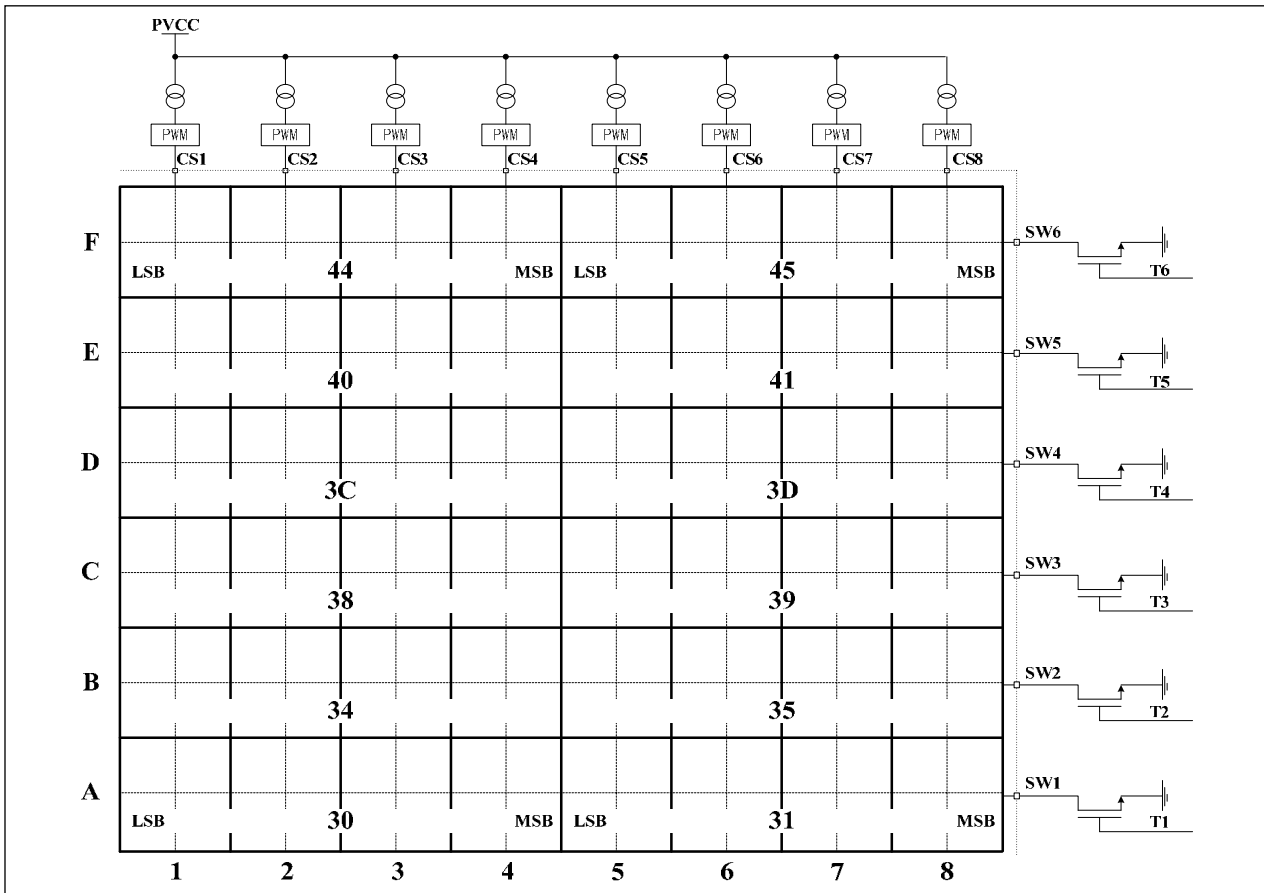 PVCC
PWM PWM PWM PWM PWM PWM PWM PWM
CS1 CS2 CS3 CS4 CS5 CS6 CS7 CS8
F
LSB 44 MSB LSB 45 MSB
SW6
T6
E
40 41
SW5
T5
D
3C 3D
SW4
T4
C
38 39
SW3
T3
B
34 35
SW2
T2
A
LSB 30 MSB LSB 31 MSB
SW1
T1
1 2 3 4 5 6 7 8